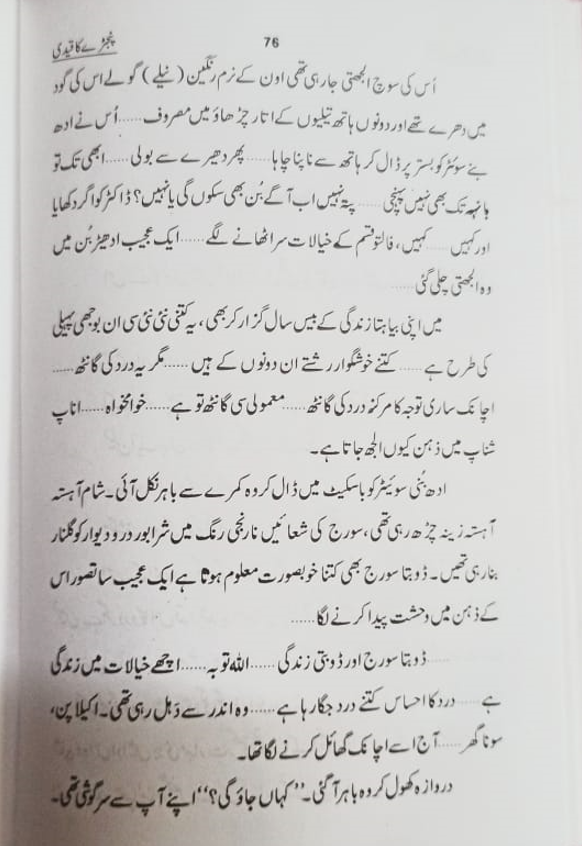 76
پنجڑے کا قیدی
اُس کی سوچ الجھتی جا رہی تھی اون کے نرم رنگین (نیلے) گولے اس کی گود
میں دھرے تھے اور دونوں ہاتھ تیلیوں کے اتار چڑھاؤ میں مصروف ...... اُس نے ادھ
بنے سوئٹر کو بستر پر ڈال کر ہاتھ سے ناپنا چاہا ...... پھر دھیرے سے بولی ...... ابھی تک تو
بانہہ تک بھی نہیں پہنچی ...... پتہ نہیں اب آگے بُن بھی سکوں گی یا نہیں؟ ڈاکٹر کو اگر دکھایا
اور کہیں ...... کہیں، فالتو قسم کے خیالات سر اٹھانے لگے ...... ایک عجیب ادھیڑ بُن میں
وہ الجھتی چلی گئی ......
میں اپنی بیاہتا زندگی کے بیس سال گزار کر بھی، یہ کتنی نئی نئی سی ان بوجھی پہیلی
کی طرح ہے ...... کتنے خوشگوار رشتے ان دونوں کے ہیں ...... مگر یہ درد کی گانٹھ ......
اچانک ساری توجہ کا مرکز درد کی گانٹھ ...... معمولی سی گانٹھ تو ہے ...... خوامخواہ ...... اناپ
شناپ میں ذہن کیوں الجھ جاتا ہے۔
ادھ بُنی سوئیٹر کو باسکیٹ میں ڈال کر وہ کمرے سے باہر نکل آئی۔ شام آہستہ
آہستہ زینہ چڑھ رہی تھی، سورج کی شعائیں نارنجی رنگ میں شرابور در و دیوار کو گلنار
بنا رہی تھیں۔ ڈوبتا سورج بھی کتنا خوبصورت معلوم ہوتا ہے ایک عجیب سا تصور اس
کے ذہن میں وحشت پیدا کرنے لگا ......
ڈوبتا سورج اور ڈوبتی زندگی ...... اللہ توبہ ...... اچھے خیالات میں زندگی
ہے ...... درد کا احساس کتنے درد جگا رہا ہے ...... وہ اندر سے دَہل رہی تھی۔ اکیلا پن،
سونا گھر ...... آج اسے اچانک گھائل کرنے لگا تھا۔
دروازہ کھول کر وہ باہر آ گئی۔ ”کہاں جاؤ گی؟“ اپنے آپ سے سرگوشی تھی۔